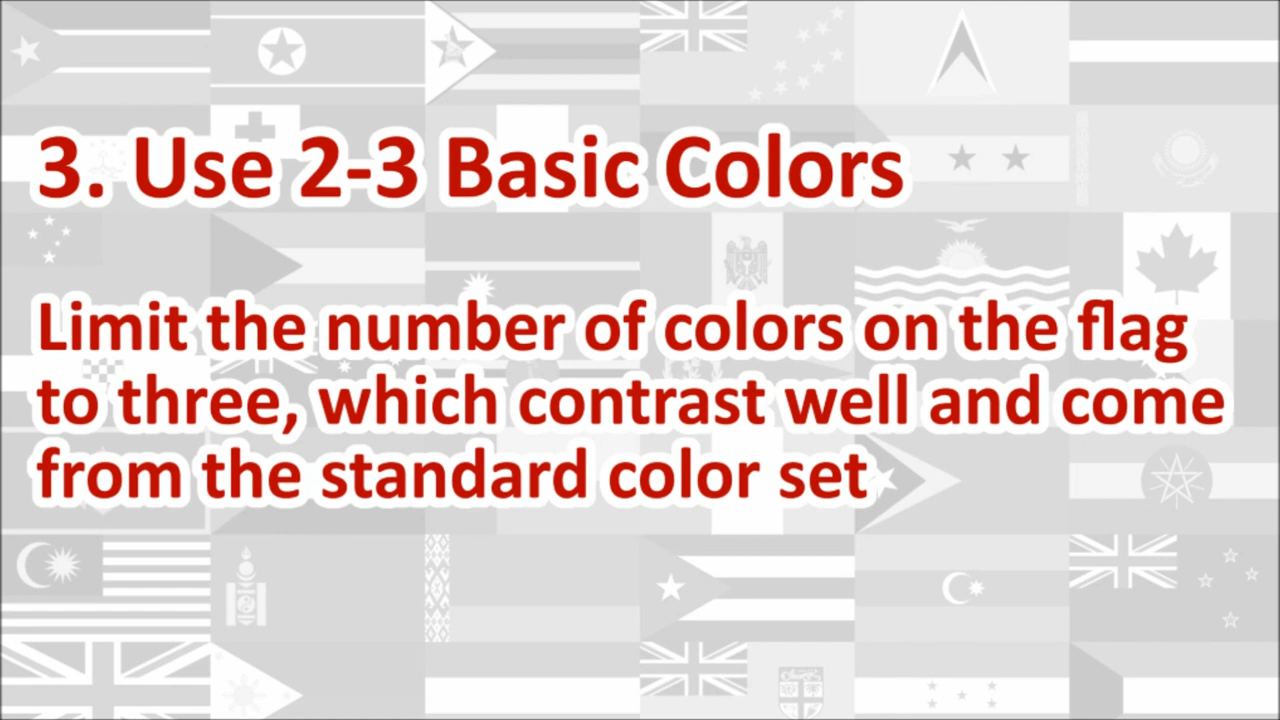 3. Use 2-3 Basic Colors
Limit the number of colors on the flag
to three, which contrast well and come
from the standard color set